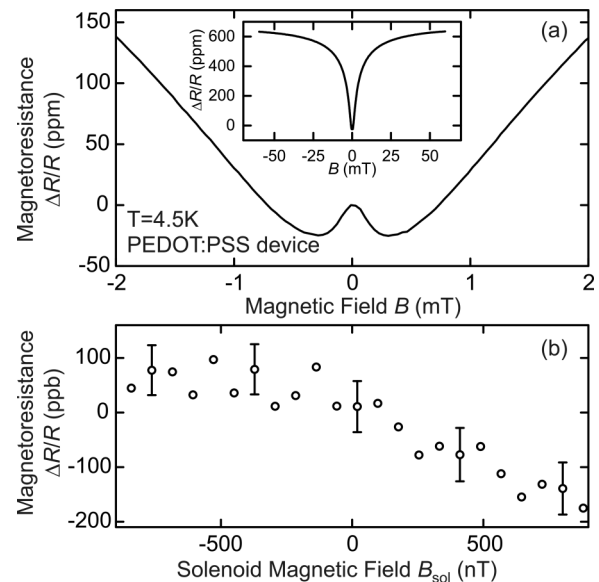 150
100
50
0
-50
Magnetoresistance
ΔR/R (ppm)
(a)
600
400
200
0
ΔR/R (ppm)
-50 -25 0 25 50
B (mT)
T=4.5K
PEDOT:PSS device
-2 -1 0 1 2
Magnetic Field B (mT)
(b)
100
0
-100
-200
Magnetoresistance
ΔR/R (ppb)
-500 0 500
Solenoid Magnetic Field Bsol (nT)